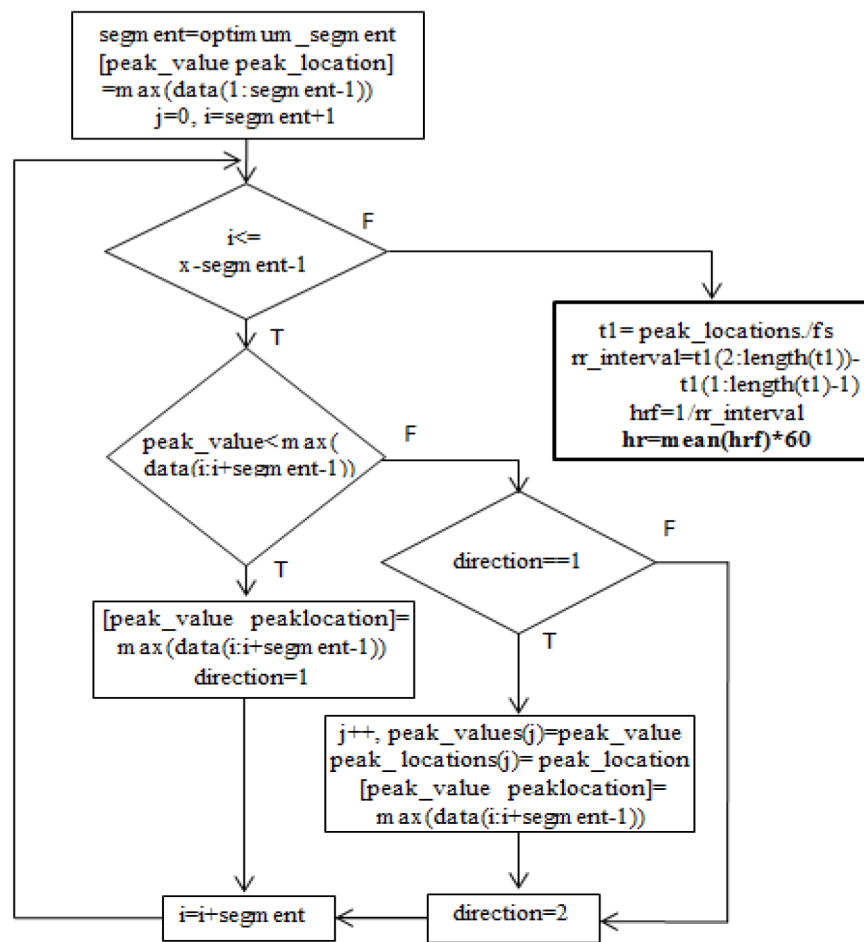 segment=optimum_segment
[peak_value peak_location]
=max(data(1:segment-1))
j=0, i=segment+1
i<=
x-segment-1
F
T
t1= peak_locations./fs
rr_interval=t1(2:length(t1))-
t1(1:length(t1)-1)
hrf=1/rr_interval
hr=mean(hrf)*60
peak_value<max(
data(i:i+segment-1))
F
T
direction==1
F
T
[peak_value peaklocation]=
max(data(i:i+segment-1))
direction=1
j++, peak_values(j)=peak_value
peak_locations(j)= peak_location
[peak_value peaklocation]=
max(data(i:i+segment-1))
i=i+segment
direction=2